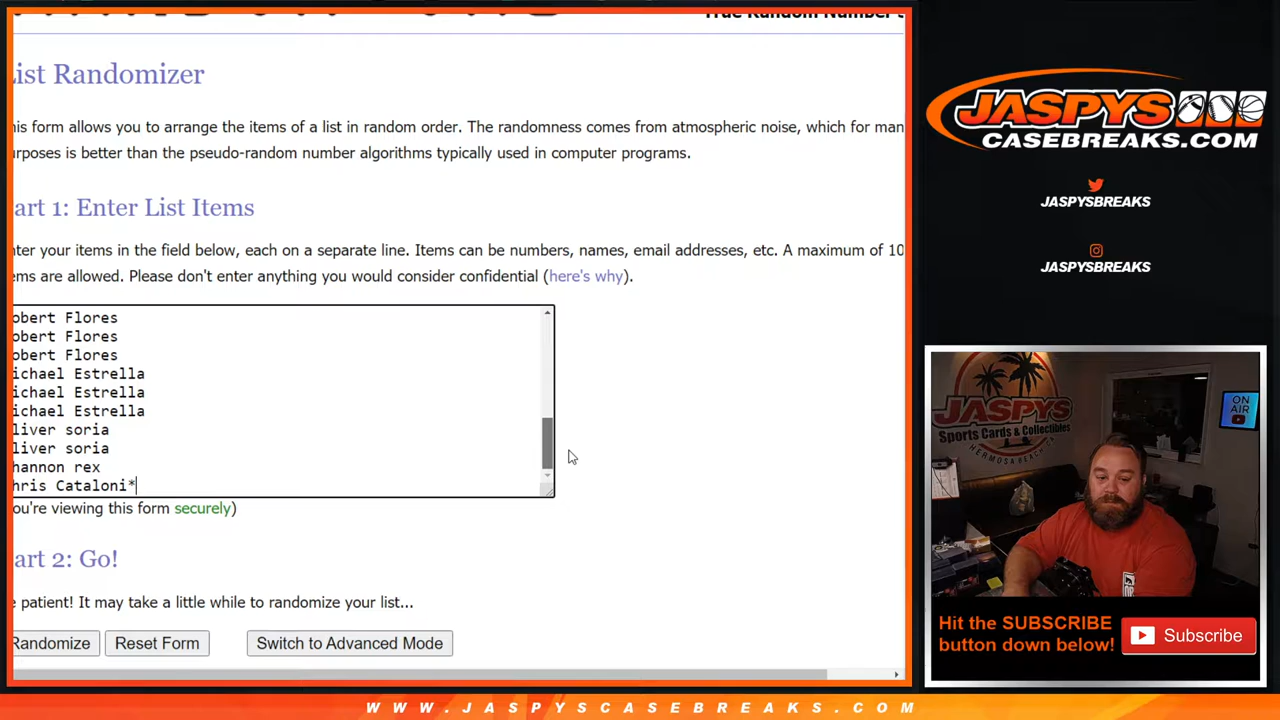 True Random Number
ist Randomizer
is form allows you to arrange the items of a list in random order. The randomness comes from atmospheric noise, which for man
urposes is better than the pseudo-random number algorithms typically used in computer programs.
art 1: Enter List Items
nter your items in the field below, each on a separate line. Items can be numbers, names, email addresses, etc. A maximum of 10
ems are allowed. Please don't enter anything you would consider confidential (here's why).
obert Flores
obert Flores
obert Flores
ichael Estrella
ichael Estrella
ichael Estrella
liver soria
liver soria
hannon rex
hris Cataloni*
ou're viewing this form securely)
art 2: Go!
e patient! It may take a little while to randomize your list...
Randomize
Reset Form
Switch to Advanced Mode
JASPYS
CASEBREAKS.COM
JASPYSBREAKS
JASPYSBREAKS
JASPYS
Sports Cards & Collectibles
HERMOSA BEACH, CA
ON
AIR
Hit the SUBSCRIBE
button down below!
Subscribe
WWW.JASPYSCASEBREAKS.COM